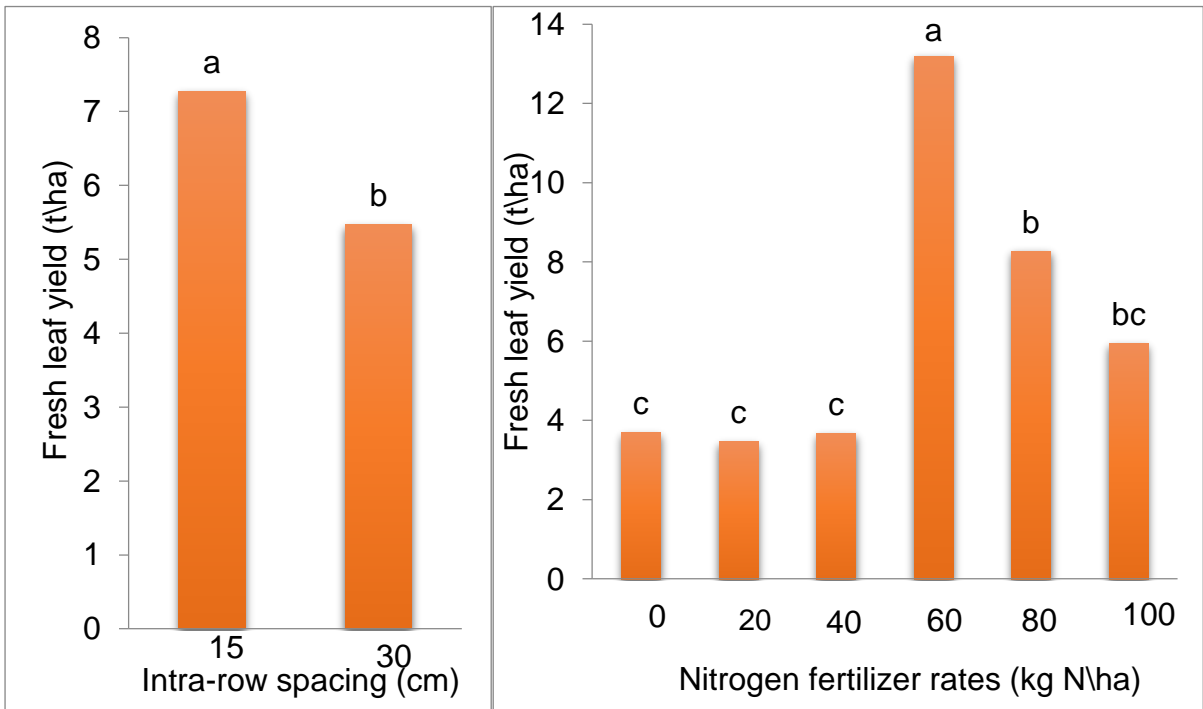 Fresh leaf yield (t\ha)
8
7
6
5
4
3
2
1
0
a
b
15
30
Intra-row spacing (cm)
Fresh leaf yield (t\ha)
14
12
10
8
6
4
2
0
c
c
c
a
b
bc
0
20
40
60
80
100
Nitrogen fertilizer rates (kg N\ha)